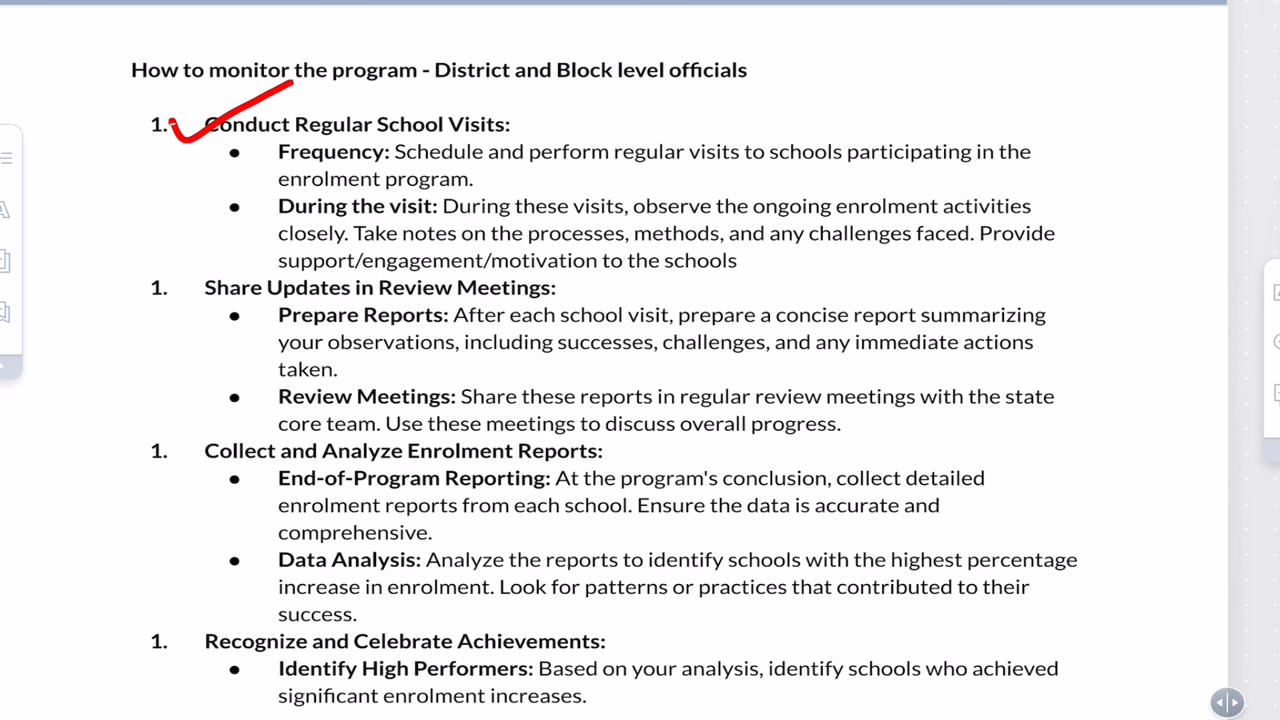 How to monitor the program - District and Block level officials
1. Conduct Regular School Visits:
● Frequency: Schedule and perform regular visits to schools participating in the
enrolment program.
● During the visit: During these visits, observe the ongoing enrolment activities
closely. Take notes on the processes, methods, and any challenges faced. Provide
support/engagement/motivation to the schools
1. Share Updates in Review Meetings:
● Prepare Reports: After each school visit, prepare a concise report summarizing
your observations, including successes, challenges, and any immediate actions
taken.
● Review Meetings: Share these reports in regular review meetings with the state
core team. Use these meetings to discuss overall progress.
1. Collect and Analyze Enrolment Reports:
● End-of-Program Reporting: At the program's conclusion, collect detailed
enrolment reports from each school. Ensure the data is accurate and
comprehensive.
● Data Analysis: Analyze the reports to identify schools with the highest percentage
increase in enrolment. Look for patterns or practices that contributed to their
success.
1. Recognize and Celebrate Achievements:
● Identify High Performers: Based on your analysis, identify schools who achieved
significant enrolment increases.